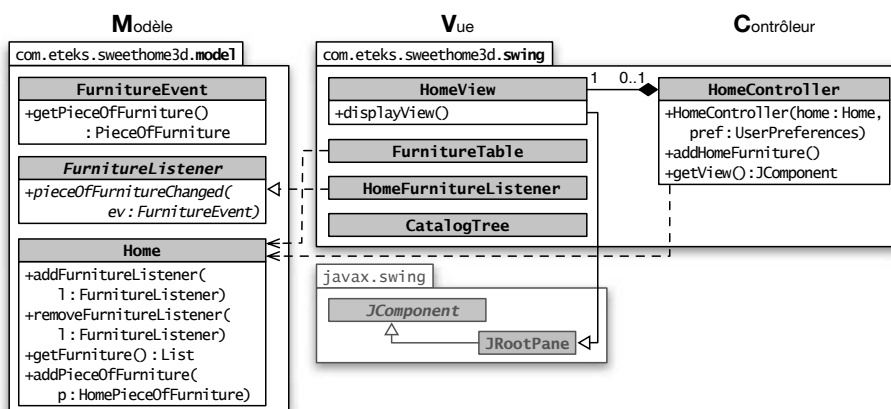 Modèle
Vue
Contrôleur
com.eteks.sweethome3d.model
FurnitureEvent
+getPieceOfFurniture()
: PieceOfFurniture
FurnitureListener
+pieceOfFurnitureChanged(
ev : FurnitureEvent)
Home
+addFurnitureListener(
l : FurnitureListener)
+removeFurnitureListener(
l : FurnitureListener)
+getFurniture() : List
+addPieceOfFurniture(
p : HomePieceOfFurniture)
com.eteks.sweethome3d.swing
HomeView
+displayView()
FurnitureTable
HomeFurnitureListener
CatalogTree
1
0..1
HomeController
+HomeController(home : Home,
pref : UserPreferences)
+addHomeFurniture()
+getView() : JComponent
javax.swing
JComponent
JRootPane